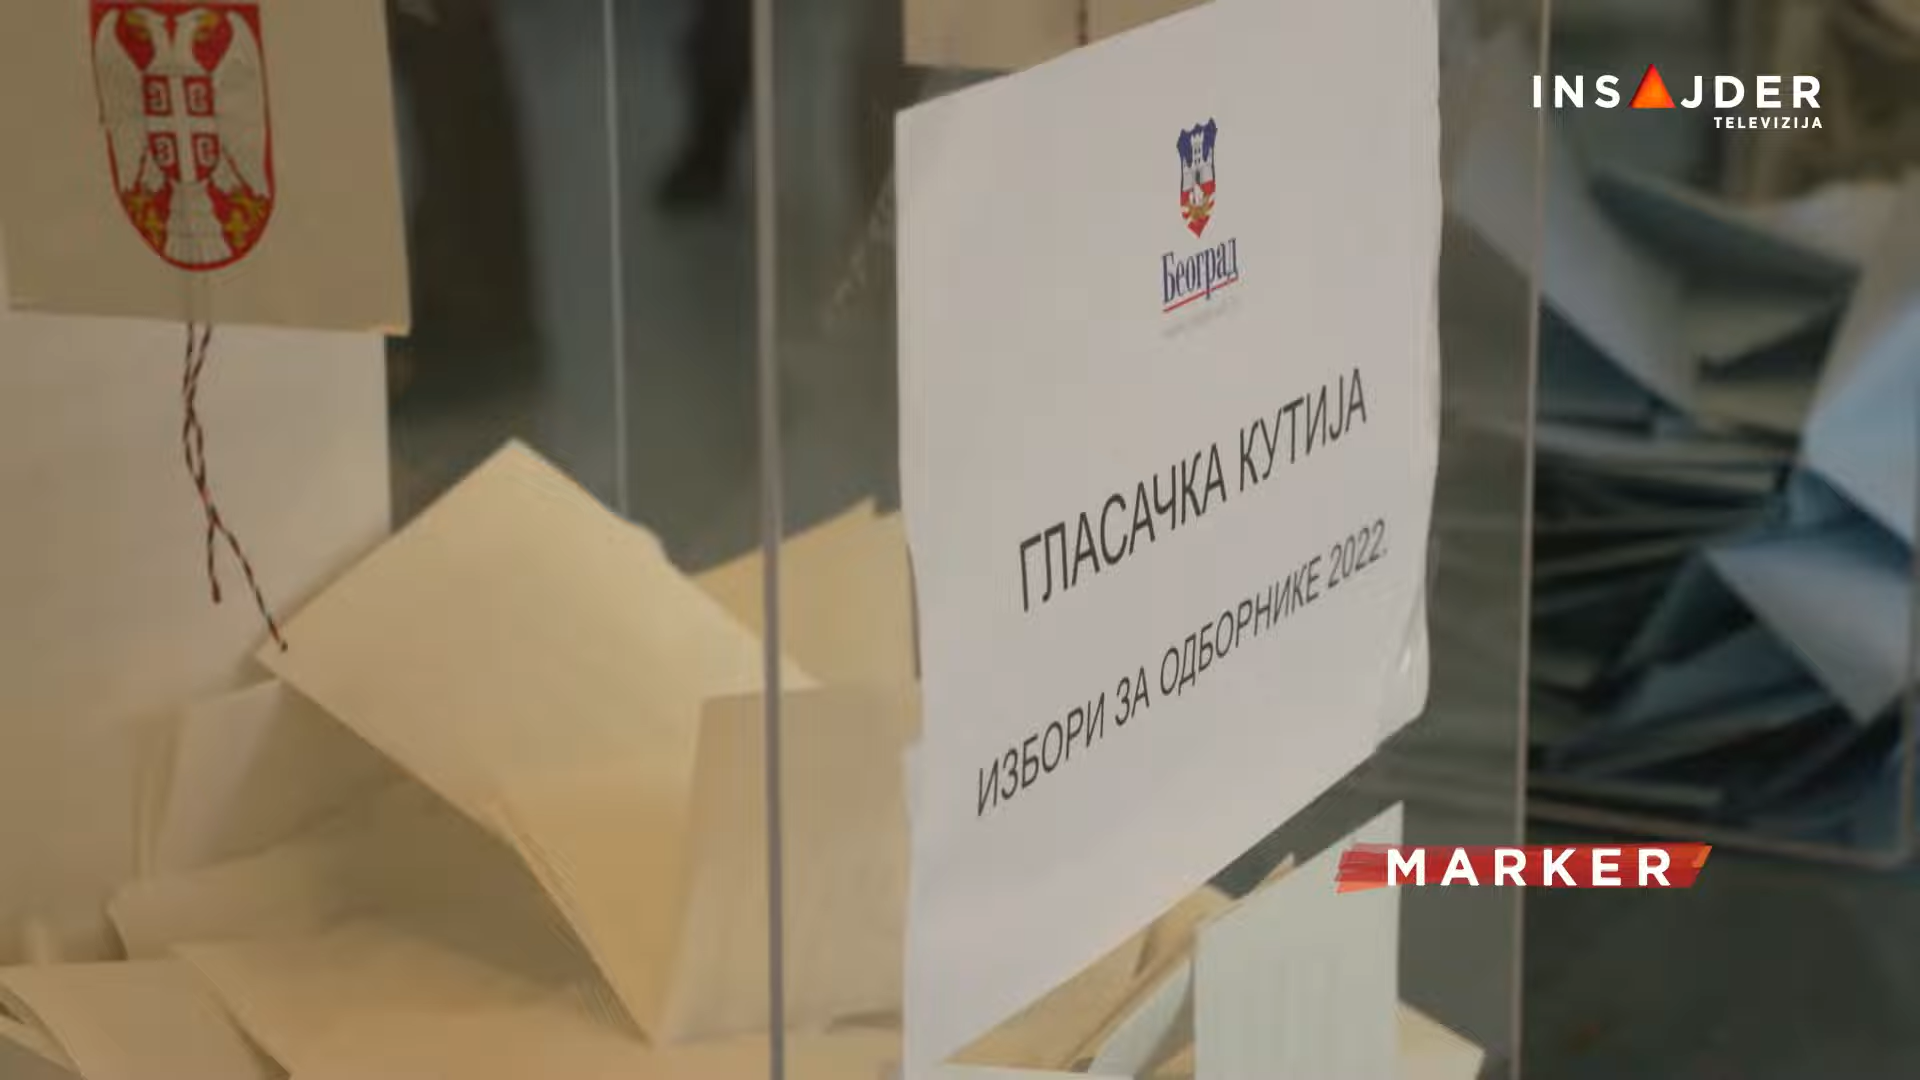 INSAJDER
TELEVIZIJA
Београд
ГЛАСАЧКА КУТИЈА
ИЗБОРИ ЗА ОДБОРНИКЕ 2022.
MARKER